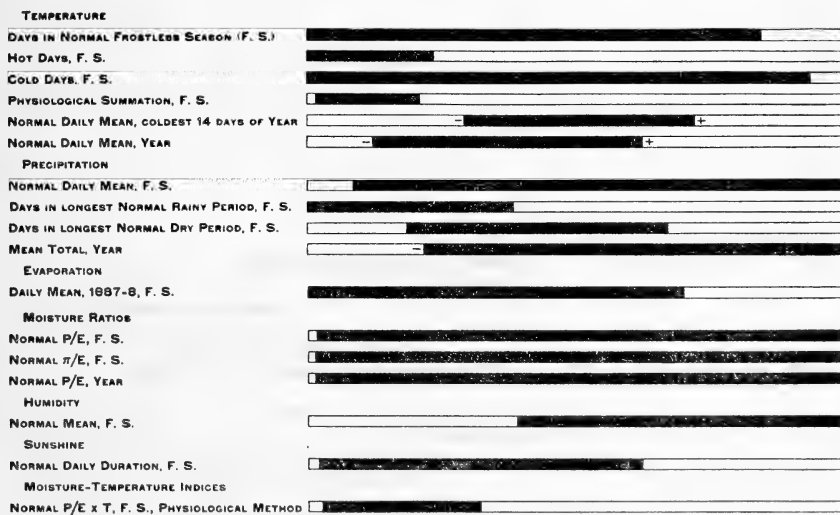 TEMPERATURE
DAYS IN NORMAL FROSTLESS SEASON (F. S.)
HOT DAYS, F. S.
COLD DAYS, F. S.
PHYSIOLOGICAL SUMMATION, F. S.
NORMAL DAILY MEAN, COLDEST 14 DAYS OF YEAR - +
NORMAL DAILY MEAN, YEAR - +
PRECIPITATION
NORMAL DAILY MEAN, F. S.
DAYS IN LONGEST NORMAL RAINY PERIOD, F. S.
DAYS IN LONGEST NORMAL DRY PERIOD, F. S.
MEAN TOTAL, YEAR -
EVAPORATION
DAILY MEAN, 1887-8, F. S.
MOISTURE RATIOS
NORMAL P/E, F. S.
NORMAL π/E, F. S.
NORMAL P/E, YEAR
HUMIDITY
NORMAL MEAN, F. S.
SUNSHINE
NORMAL DAILY DURATION, F. S.
MOISTURE-TEMPERATURE INDICES
NORMAL P/E X T, F. S., PHYSIOLOGICAL METHOD